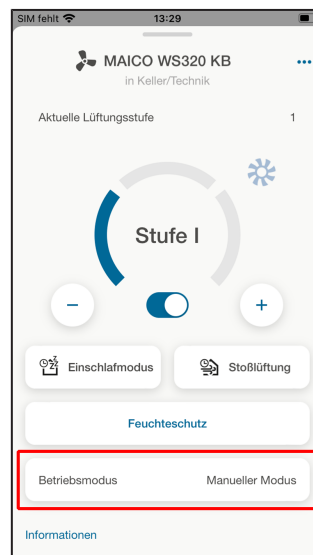 SIM fehlt 13:29
MAICO WS320 KB
in Keller/Technik
Aktuelle Lüftungsstufe 1
Stufe I
Einschlafmodus Stoßlüftung
Feuchteschutz
Betriebsmodus Manueller Modus
Informationen